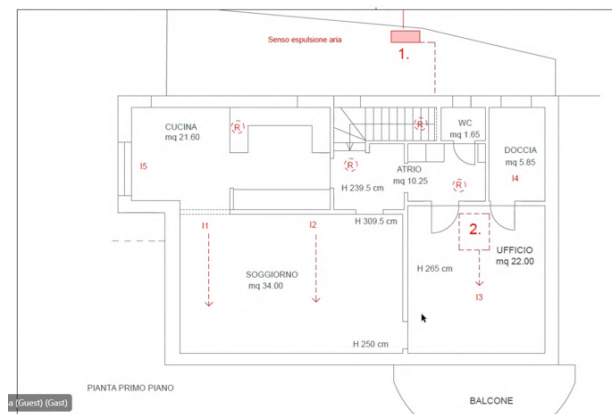 Senso espulsione aria
1.
CUCINA
mq 21.60
R
R
WC
mq 1.65
DOCCIA
mq 5.85
I5
R
ATRIO
mq 10.25
R
I4
H 239.5 cm
I1
I2
H 309.5 cm
2.
UFFICIO
mq 22.00
H 265 cm
SOGGIORNO
mq 34.00
I3
H 250 cm
PIANTA PRIMO PIANO
a (Guest) (Gast)
BALCONE